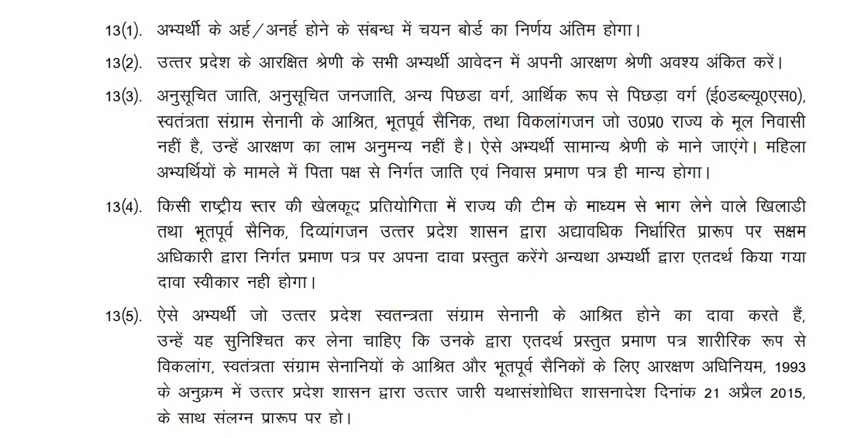 13(1). अभ्यर्थी के अर्ह/अनर्ह होने के संबन्ध में चयन बोर्ड का निर्णय अंतिम होगा।
13(2). उत्तर प्रदेश के आरक्षित श्रेणी के सभी अभ्यर्थी आवेदन में अपनी आरक्षण श्रेणी अवश्य अंकित करें।
13(3). अनुसूचित जाति, अनुसूचित जनजाति, अन्य पिछडा वर्ग, आर्थिक रूप से पिछड़ा वर्ग (ई0डब्ल्यू0एस0),
स्वतंत्रता संग्राम सेनानी के आश्रित, भूतपूर्व सैनिक, तथा विकलांगजन जो उ0प्र0 राज्य के मूल निवासी
नहीं है, उन्हें आरक्षण का लाभ अनुमन्य नहीं है। ऐसे अभ्यर्थी सामान्य श्रेणी के माने जाएंगे। महिला
अभ्यर्थियों के मामले में पिता पक्ष से निर्गत जाति एवं निवास प्रमाण पत्र ही मान्य होगा।
13(4). किसी राष्ट्रीय स्तर की खेलकूद प्रतियोगिता में राज्य की टीम के माध्यम से भाग लेने वाले खिलाडी
तथा भूतपूर्व सैनिक, दिव्यांगजन उत्तर प्रदेश शासन द्वारा अद्यावधिक निर्धारित प्रारूप पर सक्षम
अधिकारी द्वारा निर्गत प्रमाण पत्र पर अपना दावा प्रस्तुत करेंगे अन्यथा अभ्यर्थी द्वारा एतदर्थ किया गया
दावा स्वीकार नही होगा।
13(5). ऐसे अभ्यर्थी जो उत्तर प्रदेश स्वतन्त्रता संग्राम सेनानी के आश्रित होने का दावा करते हैं,
उन्हें यह सुनिश्चित कर लेना चाहिए कि उनके द्वारा एतदर्थ प्रस्तुत प्रमाण पत्र शारीरिक रूप से
विकलांग, स्वतंत्रता संग्राम सेनानियों के आश्रित और भूतपूर्व सैनिकों के लिए आरक्षण अधिनियम, 1993
के अनुक्रम में उत्तर प्रदेश शासन द्वारा उत्तर जारी यथासंशोधित शासनादेश दिनांक 21 अप्रैल 2015,
के साथ संलग्न प्रारूप पर हो।